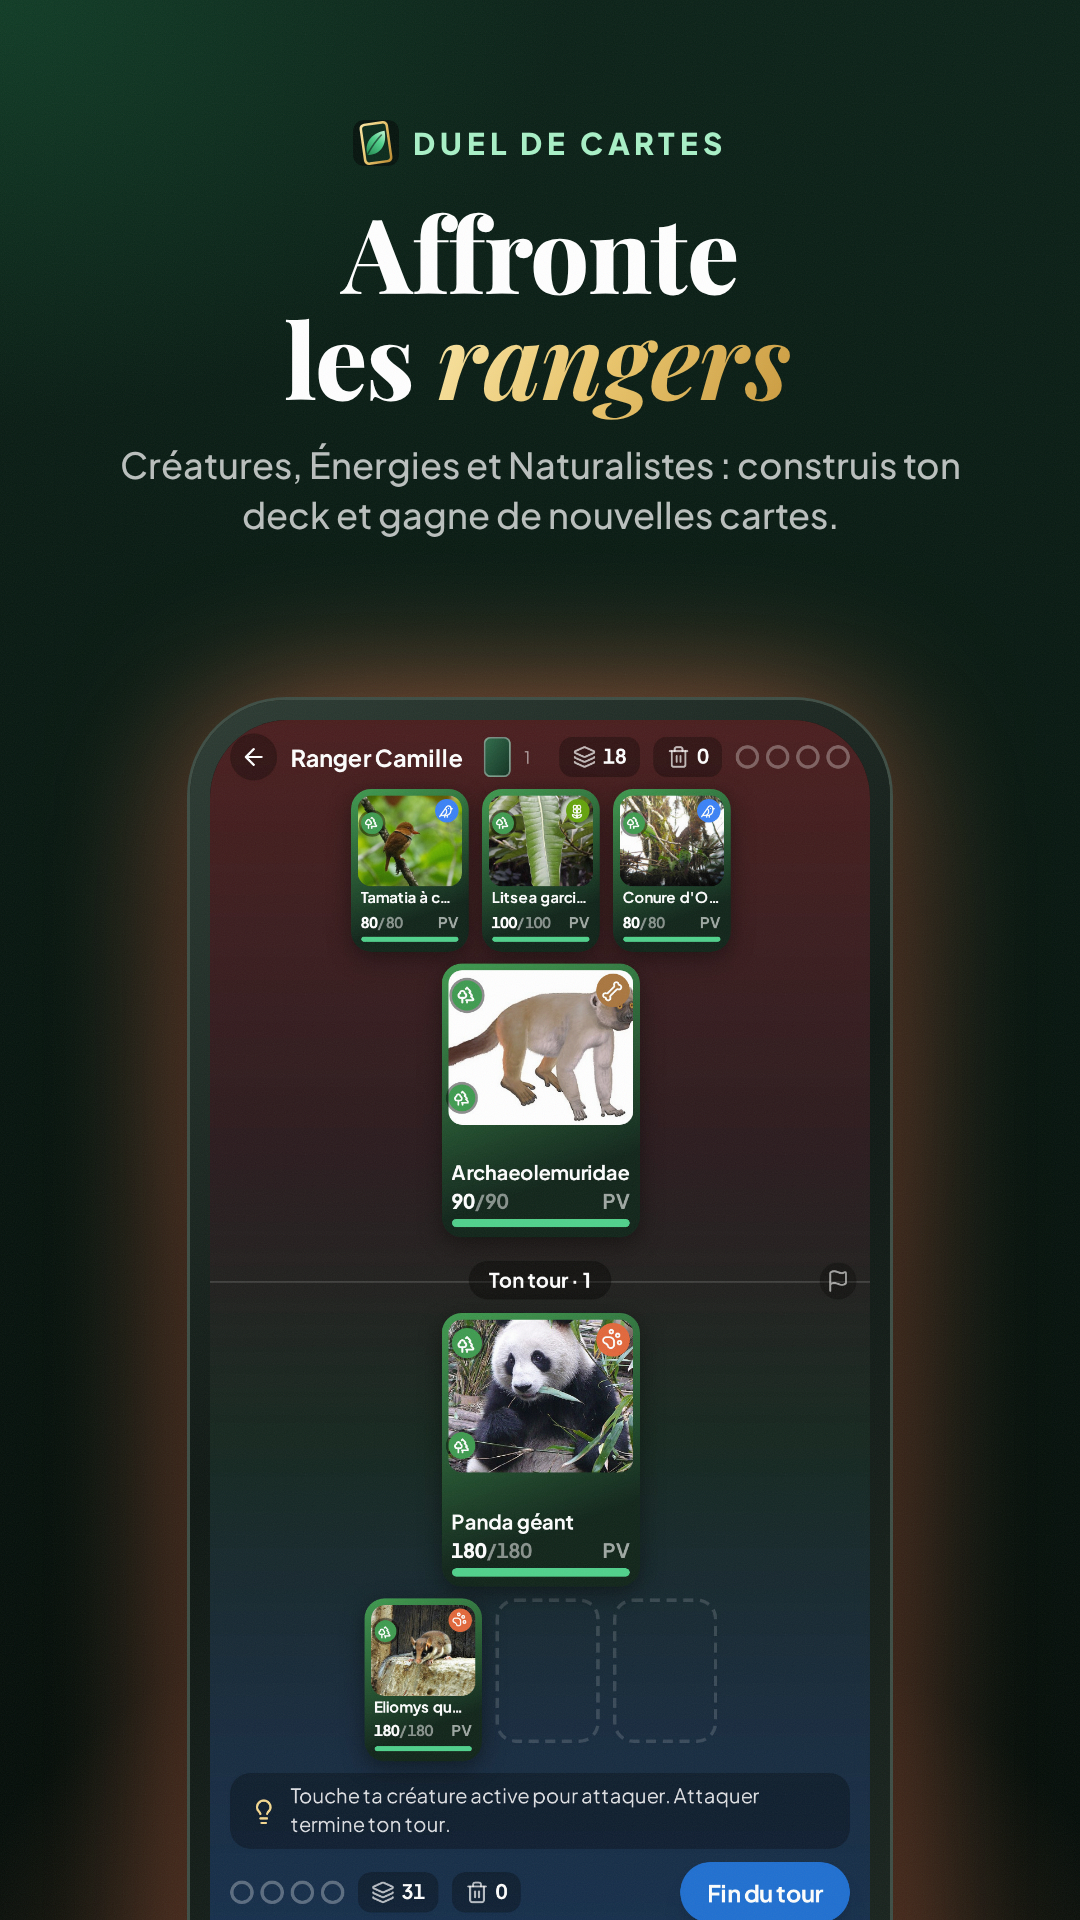 DUEL DE CARTES
Affronte
les rangers
Créatures, Énergies et Naturalistes : construis ton
deck et gagne de nouvelles cartes.
Ranger Camille
1
18
0
Tamatia à c...
80/80 PV
Litsea garci...
100/100 PV
Conure d'O...
80/80 PV
Archaeolemuridae
90/90 PV
Ton tour · 1
Panda géant
180/180 PV
Eliomys qu...
180/180 PV
Touche ta créature active pour attaquer. Attaquer
termine ton tour.
31
0
Fin du tour